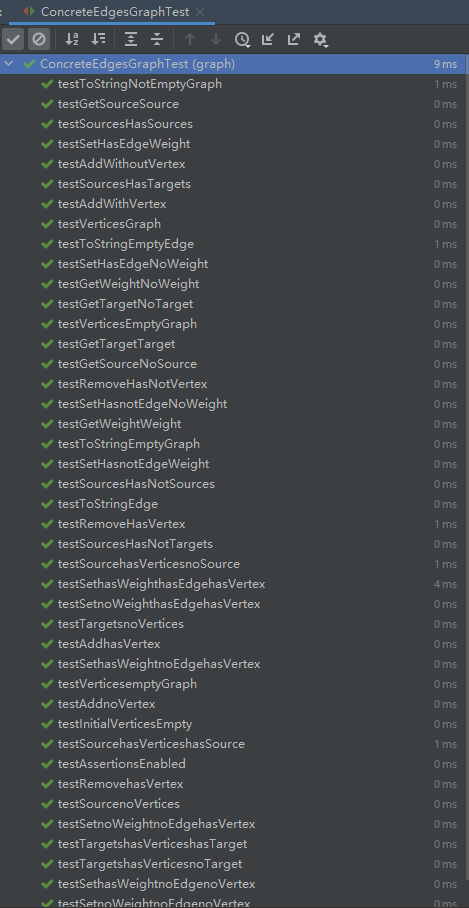 ConcreteEdgesGraphTest
ConcreteEdgesGraphTest (graph) 9 ms
testToStringNotEmptyGraph 1 ms
testGetSourceSource 0 ms
testSourcesHasSources 0 ms
testSetHasEdgeWeight 0 ms
testAddWithoutVertex 0 ms
testSourcesHasTargets 0 ms
testAddWithVertex 0 ms
testVerticesGraph 0 ms
testToStringEmptyEdge 1 ms
testSetHasEdgeNoWeight 0 ms
testGetWeightNoWeight 0 ms
testGetTargetNoTarget 0 ms
testVerticesEmptyGraph 0 ms
testGetTargetTarget 0 ms
testGetSourceNoSource 0 ms
testRemoveHasNotVertex 0 ms
testSetHasnotEdgeNoWeight 0 ms
testGetWeightWeight 0 ms
testToStringEmptyGraph 0 ms
testSetHasnotEdgeWeight 0 ms
testSourcesHasNotSources 0 ms
testToStringEdge 0 ms
testRemoveHasVertex 1 ms
testSourcesHasNotTargets 0 ms
testSourcehasVerticesnoSource 1 ms
testSethasWeighthasEdgehasVertex 4 ms
testSetnoWeighthasEdgehasVertex 0 ms
testTargetsnoVertices 0 ms
testAddhasVertex 0 ms
testSethasWeightnoEdgehasVertex 0 ms
testVerticesemptyGraph 0 ms
testAddnoVertex 0 ms
testInitialVerticesEmpty 0 ms
testSourcehasVerticeshasSource 1 ms
testAssertionsEnabled 0 ms
testRemovehasVertex 0 ms
testSourcenoVertices 0 ms
testSetnoWeightnoEdgehasVertex 0 ms
testTargetshasVerticeshasTarget 0 ms
testTargetshasVerticesnoTarget 0 ms
testSethasWeightnoEdgenoVertex 0 ms
testSetnoWeightnoEdgenoVertex 0 ms